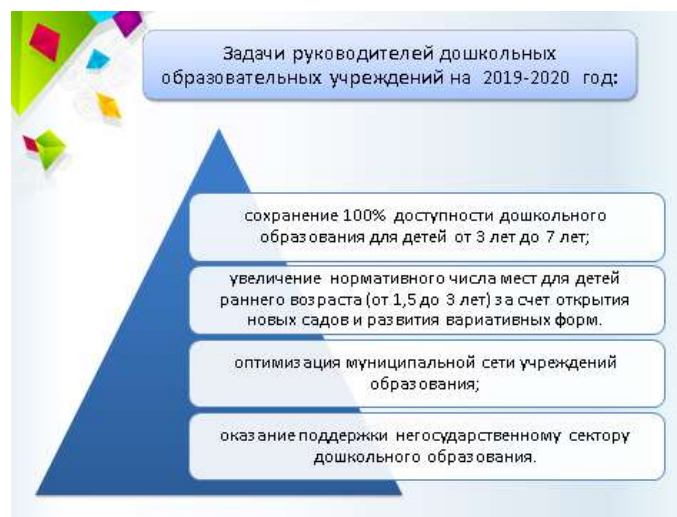 Задачи руководителей дошкольных
образовательных учреждений на 2019-2020 год:
сохранение 100% доступности дошкольного
образования для детей от 3 лет до 7 лет;
увеличение нормативного числа мест для детей
раннего возраста (от 1,5 до 3 лет) за счет открытия
новых садов и развития вариативных форм.
оптимизация муниципальной сети учреждений
образования;
оказание поддержки негосударственному сектору
дошкольного образования.